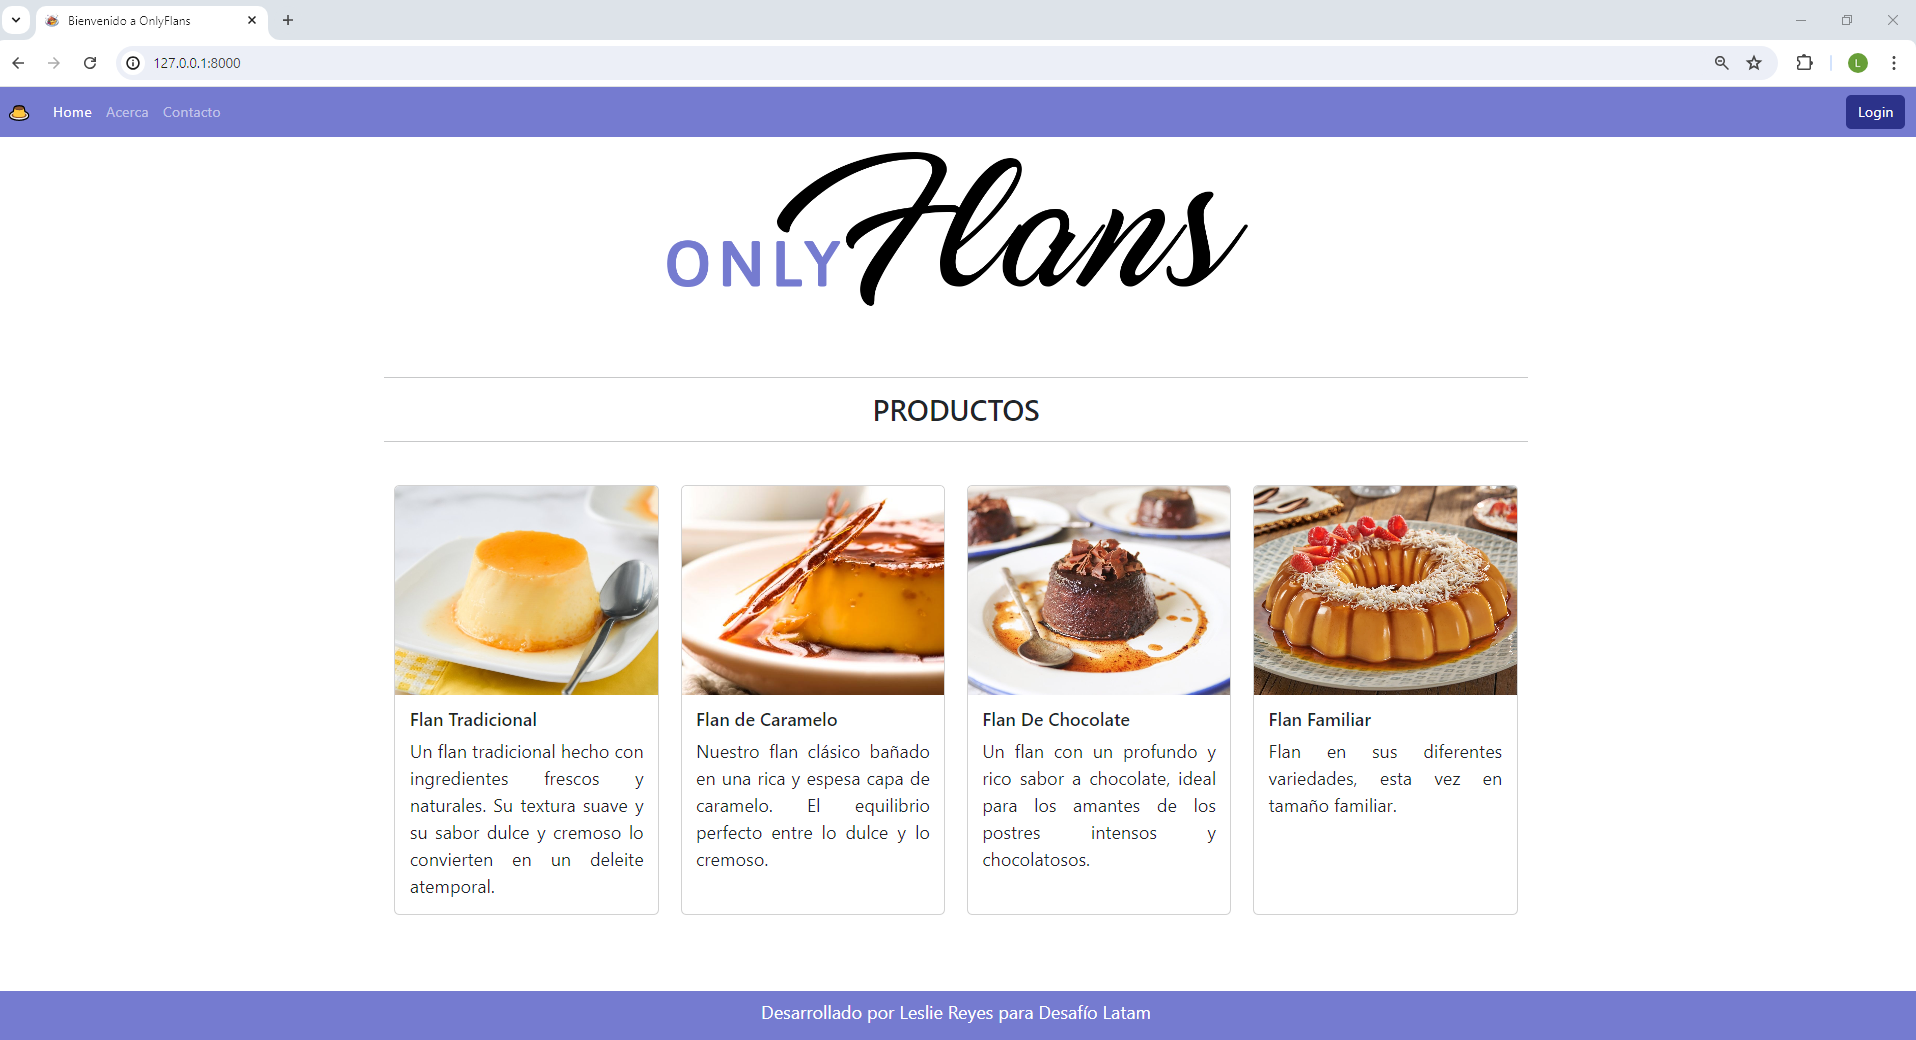 Bienvenido a OnlyFlans
127.0.0.1:8000
L
Home Acerca Contacto
Login
ONLY Flans
PRODUCTOS
Flan Tradicional
Un flan tradicional hecho con
ingredientes frescos y
naturales. Su textura suave y
su sabor dulce y cremoso lo
convierten en un deleite
atemporal.
Flan de Caramelo
Nuestro flan clásico bañado
en una rica y espesa capa de
caramelo. El equilibrio
perfecto entre lo dulce y lo
cremoso.
Flan De Chocolate
Un flan con un profundo y
rico sabor a chocolate, ideal
para los amantes de los
postres intensos y
chocolatosos.
Flan Familiar
Flan en sus diferentes
variedades, esta vez en
tamaño familiar.
Desarrollado por Leslie Reyes para Desafío Latam